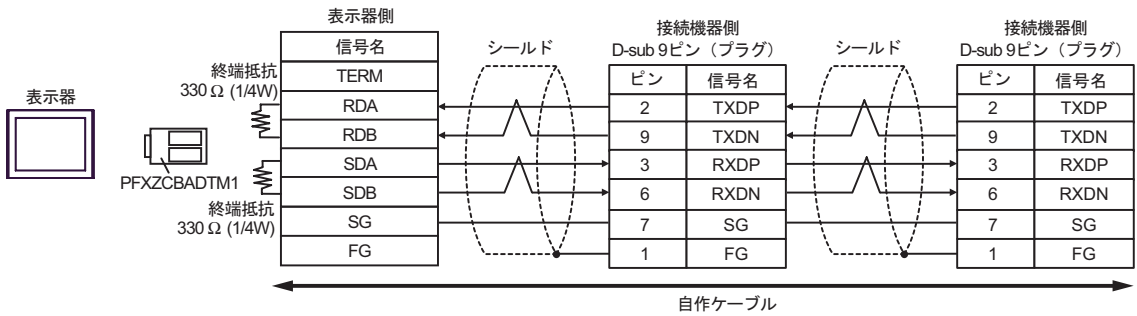 表示器
PFXZCBADTM1
終端抵抗
330 Ω (1/4W)
終端抵抗
330 Ω (1/4W)
表示器側
信号名
TERM
RDA
RDB
SDA
SDB
SG
FG
シールド
接続機器側
D-sub 9ピン（プラグ）
ピン 信号名
2 TXDP
9 TXDN
3 RXDP
6 RXDN
7 SG
1 FG
シールド
接続機器側
D-sub 9ピン（プラグ）
ピン 信号名
2 TXDP
9 TXDN
3 RXDP
6 RXDN
7 SG
1 FG
自作ケーブル